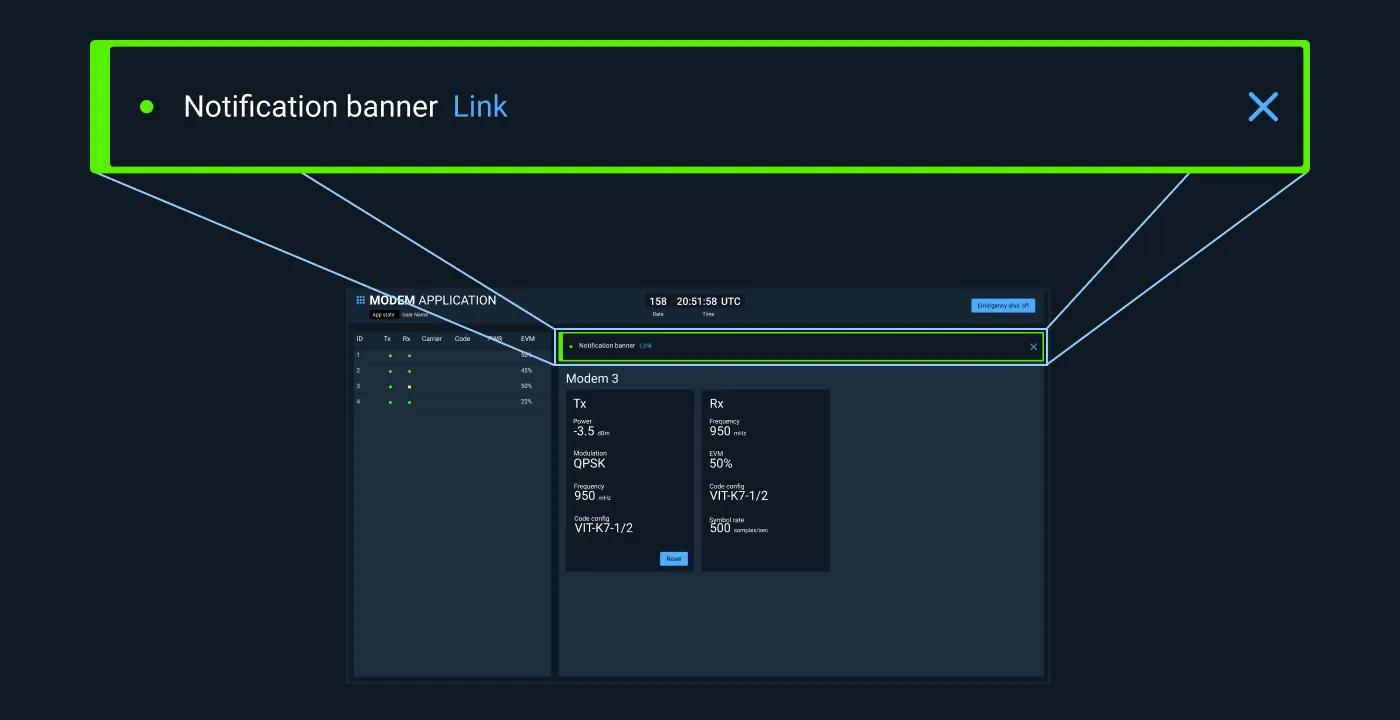 Notification banner Link
MODEM APPLICATION
App state User Name
158 20:51:58 UTC
Date Time
Emergency shut off
ID Tx Rx Carrier Code PWR EVM
1 50%
2 45%
3 50%
4 22%
Notification banner Link
Modem 3
Tx
Power
-3.5 dBm
Modulation
QPSK
Frequency
950 mHz
Code config
VIT-K7-1/2
Reset
Rx
Frequency
950 mHz
EVM
50%
Code config
VIT-K7-1/2
Symbol rate
500 samples/sec